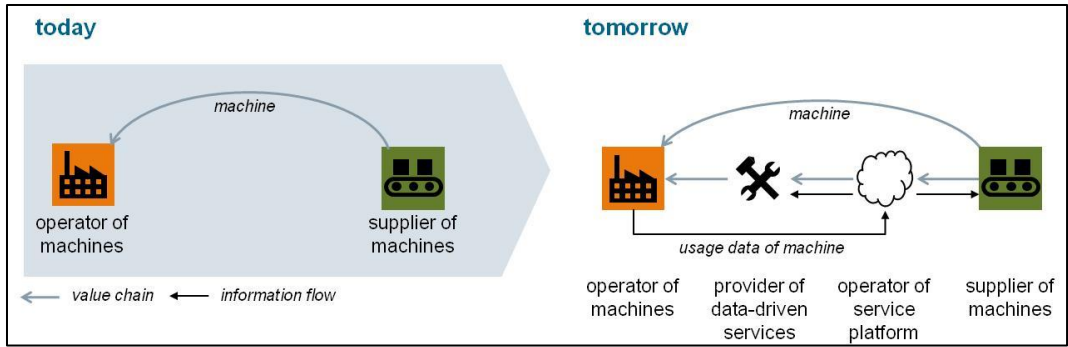 today
machine
operator of
machines
supplier of
machines
value chain
information flow
tomorrow
machine
usage data of machine
operator of
machines
provider of
data-driven
services
operator of
service
platform
supplier of
machines